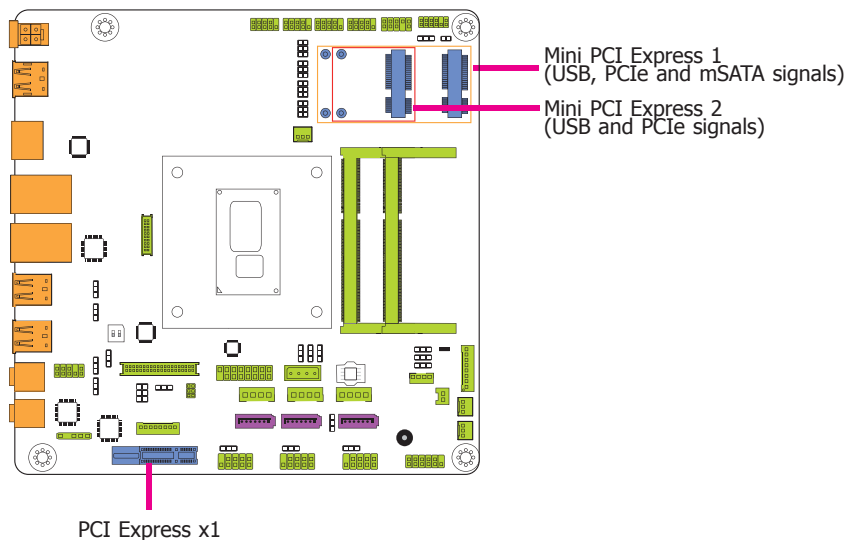 Mini PCI Express 1
(USB, PCIe and mSATA signals)
Mini PCI Express 2
(USB and PCIe signals)
PCI Express x1